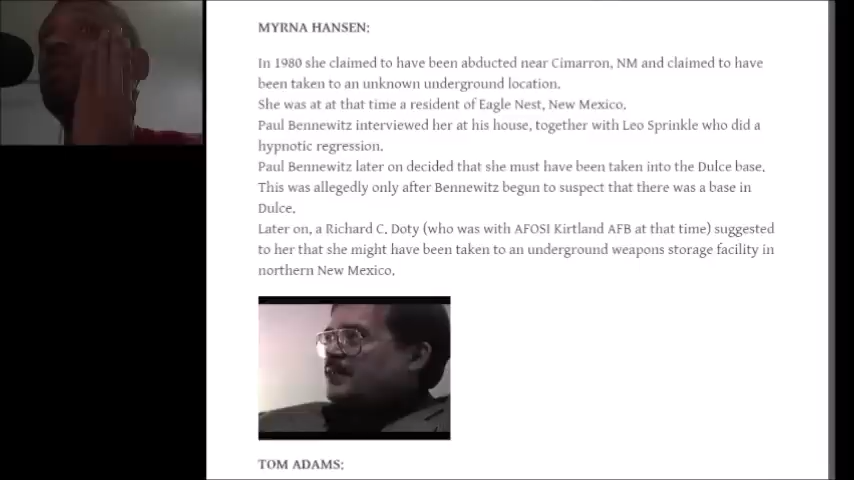 MYRNA HANSEN:
In 1980 she claimed to have been abducted near Cimarron, NM and claimed to have
been taken to an unknown underground location.
She was at at that time a resident of Eagle Nest, New Mexico.
Paul Bennewitz interviewed her at his house, together with Leo Sprinkle who did a
hypnotic regression.
Paul Bennewitz later on decided that she must have been taken into the Dulce base.
This was allegedly only after Bennewitz begun to suspect that there was a base in
Dulce.
Later on, a Richard C. Doty (who was with AFOSI Kirtland AFB at that time) suggested
to her that she might have been taken to an underground weapons storage facility in
northern New Mexico.
TOM ADAMS: